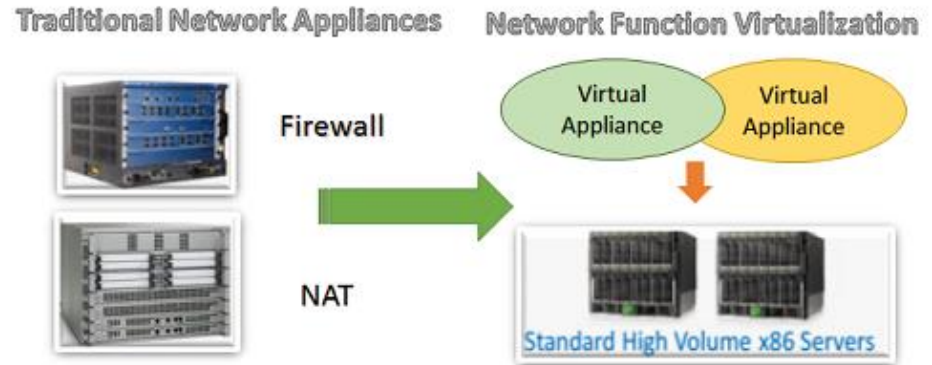 Traditional Network Appliances
Network Function Virtualization
Firewall
NAT
Virtual
Appliance
Virtual
Appliance
Standard High Volume x86 Servers